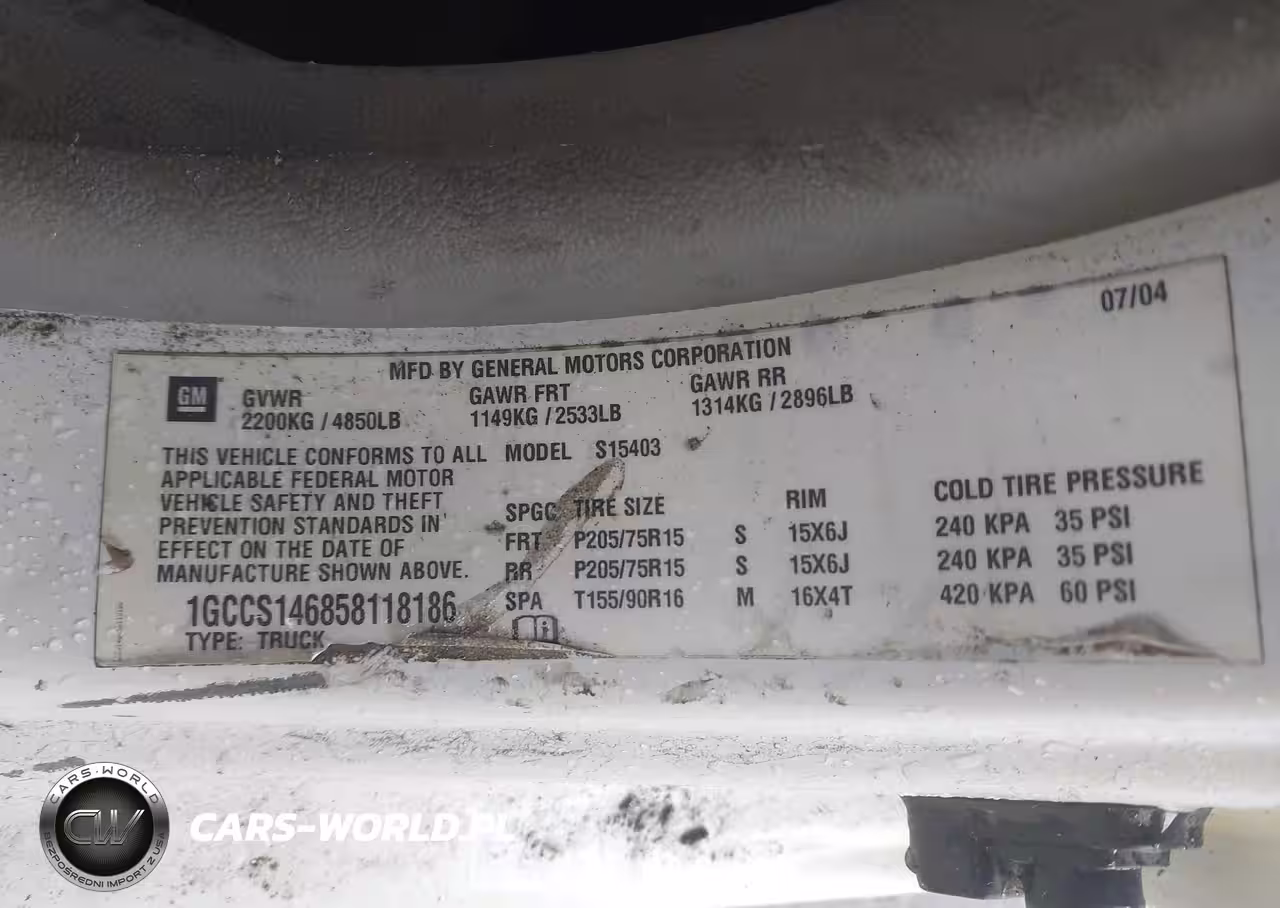 07/04
MFD BY GENERAL MOTORS CORPORATION
GM
GVWR GAWR FRT GAWR RR
2200KG / 4850LB 1149KG / 2533LB 1314KG / 2896LB
THIS VEHICLE CONFORMS TO ALL
APPLICABLE FEDERAL MOTOR
VEHICLE SAFETY AND THEFT
PREVENTION STANDARDS IN
EFFECT ON THE DATE OF
MANUFACTURE SHOWN ABOVE.
1GCCS146858118186
TYPE: TRUCK
MODEL S15403
SPGC TIRE SIZE RIM COLD TIRE PRESSURE
FRT P205/75R15 S 15X6J 240 KPA 35 PSI
RR P205/75R15 S 15X6J 240 KPA 35 PSI
SPA T155/90R16 M 16X4T 420 KPA 60 PSI
CARS-WORLD
CW
BEZPOŚREDNI IMPORT Z USA
CARS-WORLD.PL